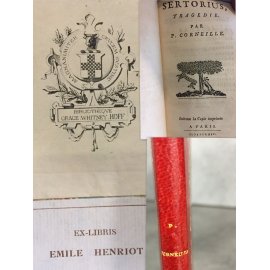 BIBLIOTHEQUE
GRACE WHITNEY HOFF
SERTORIUS,
TRAGEDIE.
PAR
P. CORNEILLE.
Suivant la Copie imprimée
A PARIS
EX-LIBRIS
EMILE HENRIOT
P.
CORNEILLE